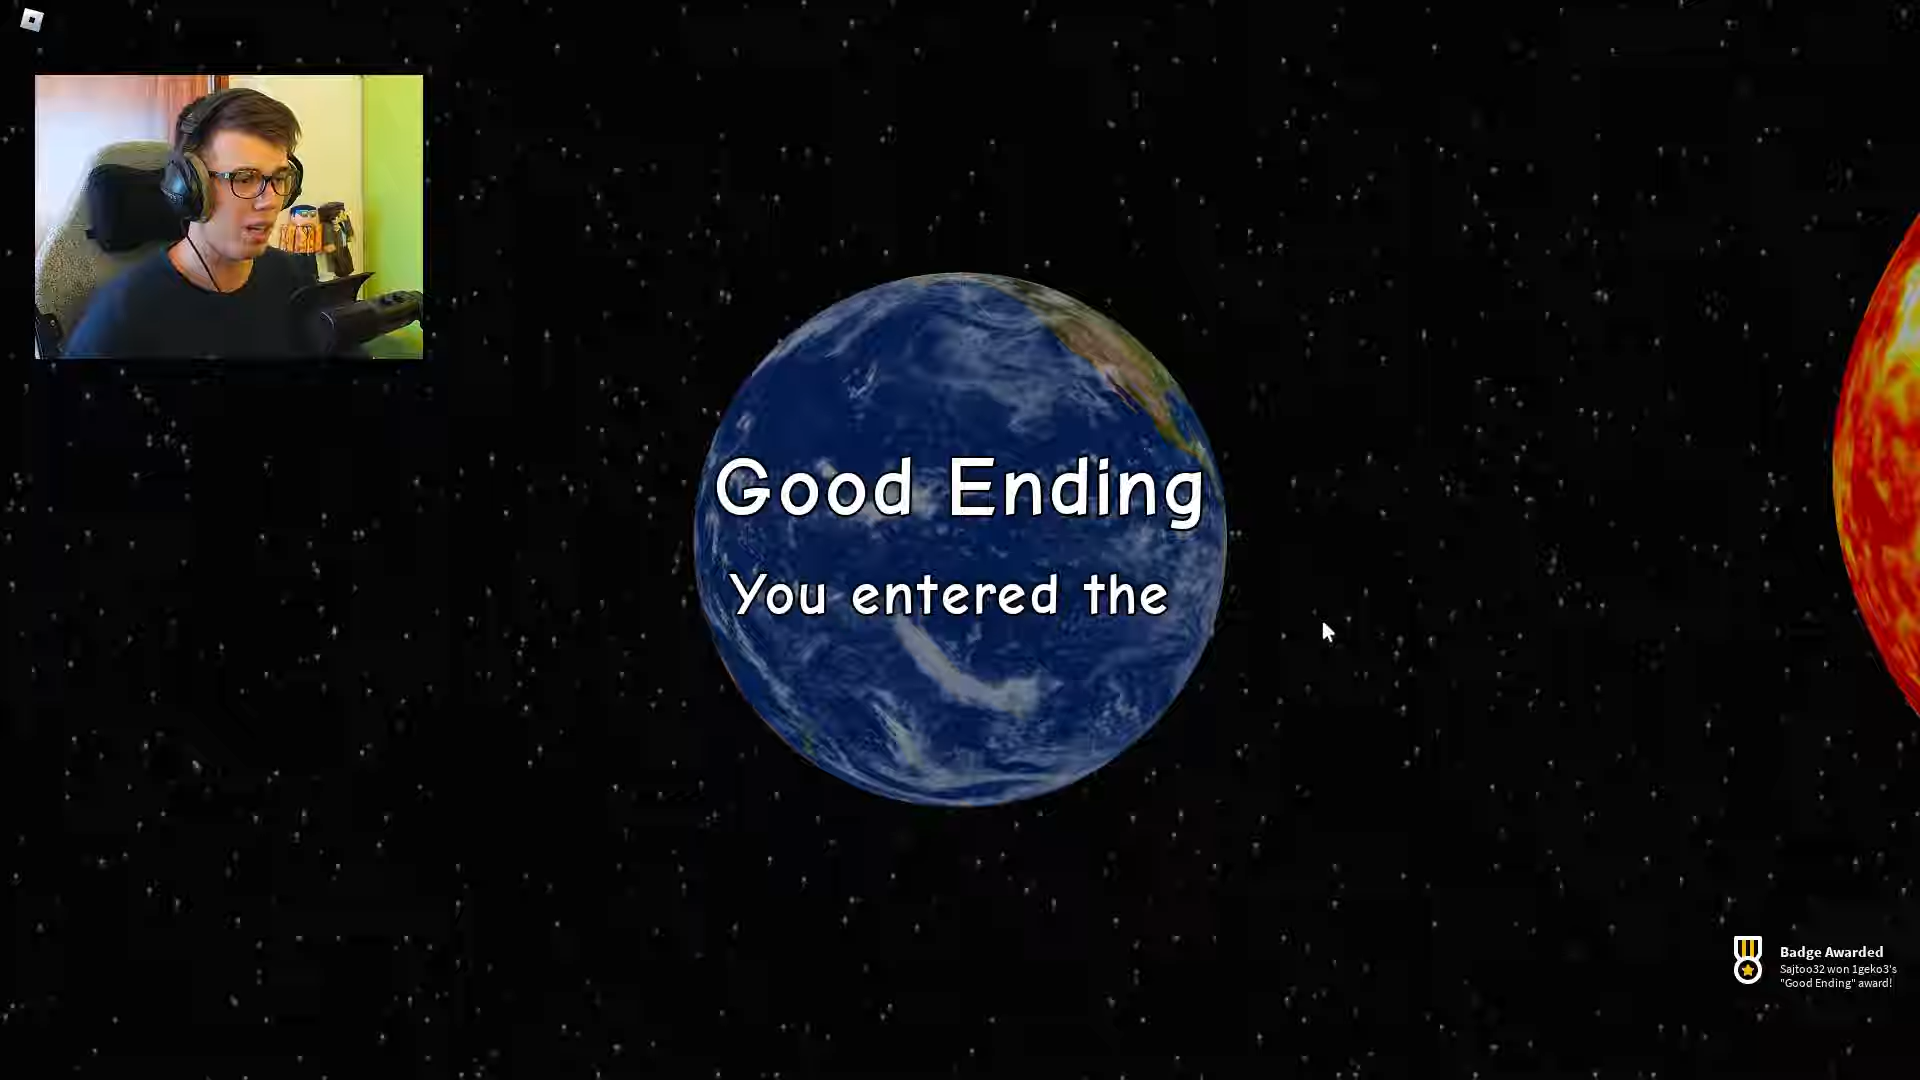 Good Ending
You entered the
Badge Awarded
Sajtoo32 won 1geko3's
"Good Ending" award!